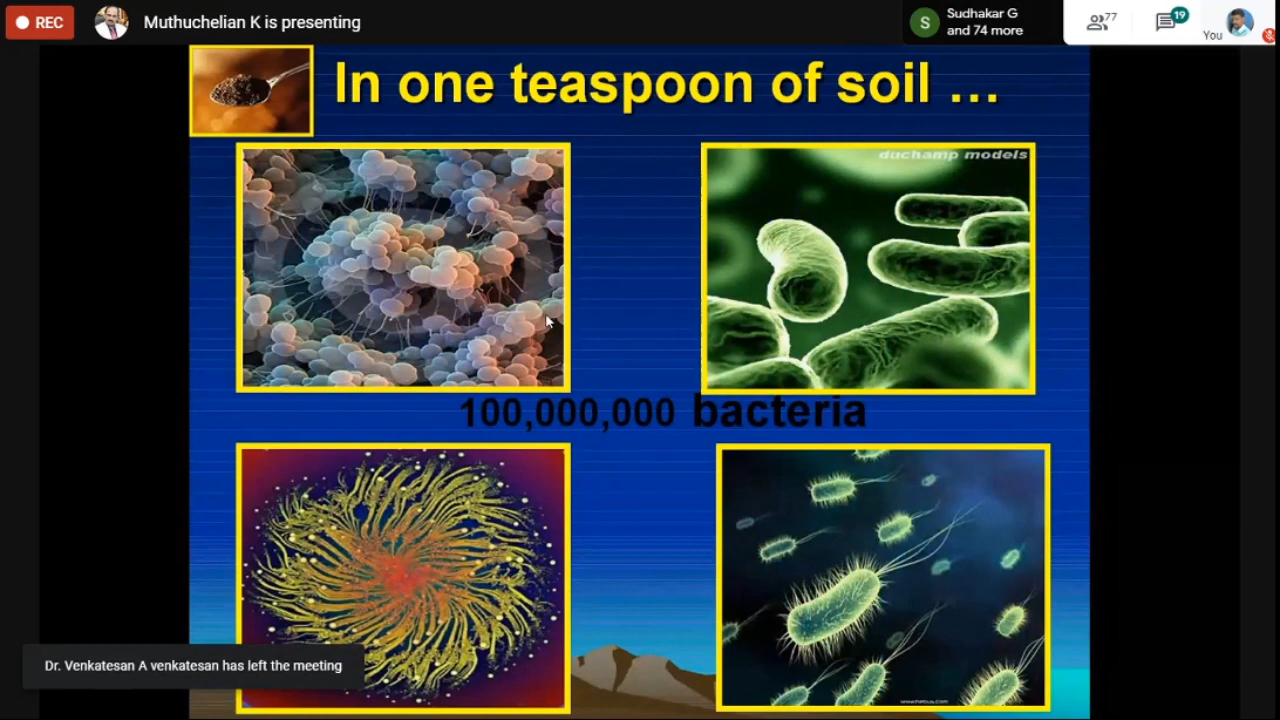 REC
Muthuchelian K is presenting
S
Sudhakar G
and 74 more
77
19
You
In one teaspoon of soil ...
duchamp models
100,000,000 bacteria
Dr. Venkatesan A venkatesan has left the meeting